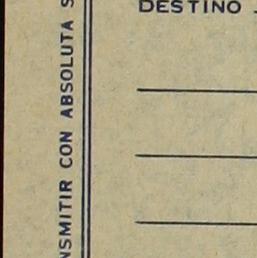 DESTINO
NSMITIR CON ABSOLUTA S